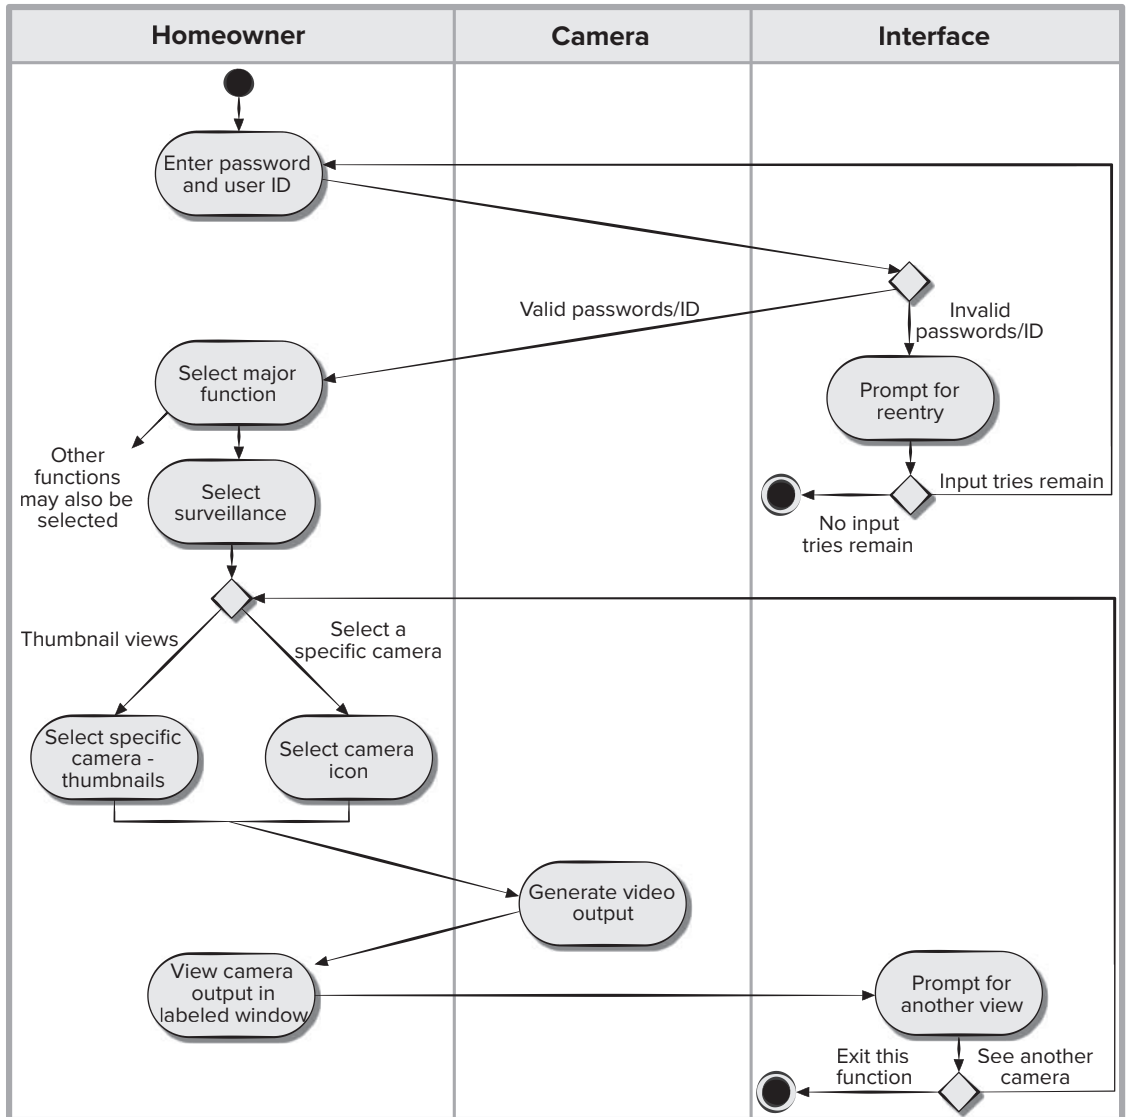 Homeowner
Camera
Interface
Enter password
and user ID
Valid passwords/ID
Invalid
passwords/ID
Select major
function
Prompt for
reentry
Other
functions
may also be
selected
Select
surveillance
Input tries remain
No input
tries remain
Thumbnail views
Select a
specific camera
Select specific
camera -
thumbnails
Select camera
icon
Generate video
output
View camera
output in
labeled window
Prompt for
another view
Exit this
function
See another
camera